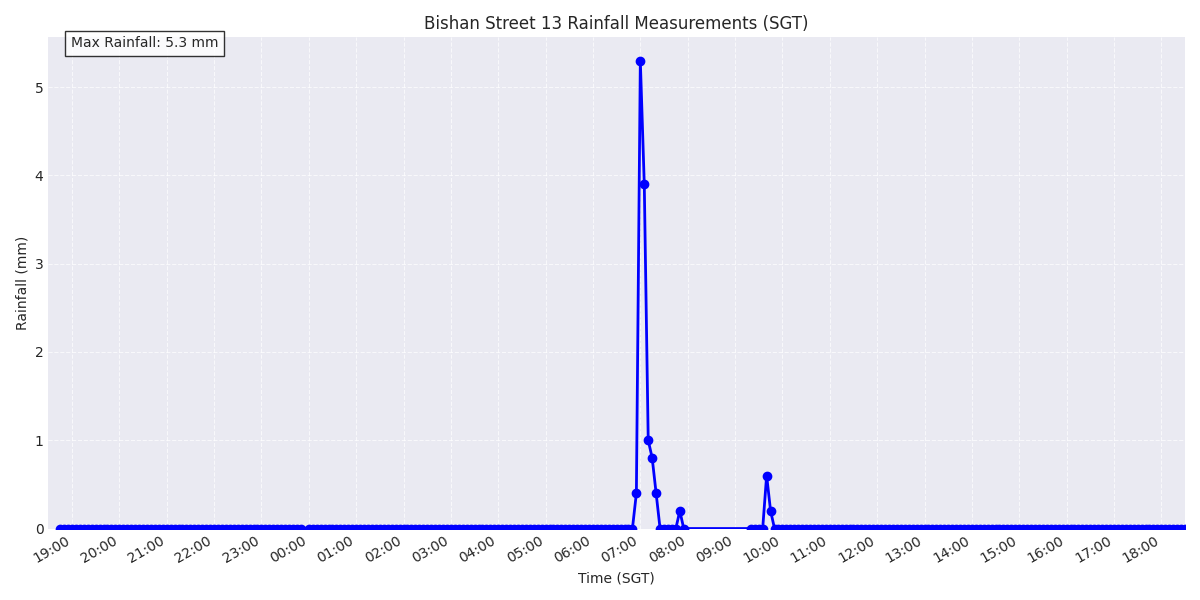 Bishan Street 13 Rainfall Measurements (SGT)
Max Rainfall: 5.3 mm
Rainfall (mm)
5
4
3
2
1
0
19:00 20:00 21:00 22:00 23:00 00:00 01:00 02:00 03:00 04:00 05:00 06:00 07:00 08:00 09:00 10:00 11:00 12:00 13:00 14:00 15:00 16:00 17:00 18:00
Time (SGT)